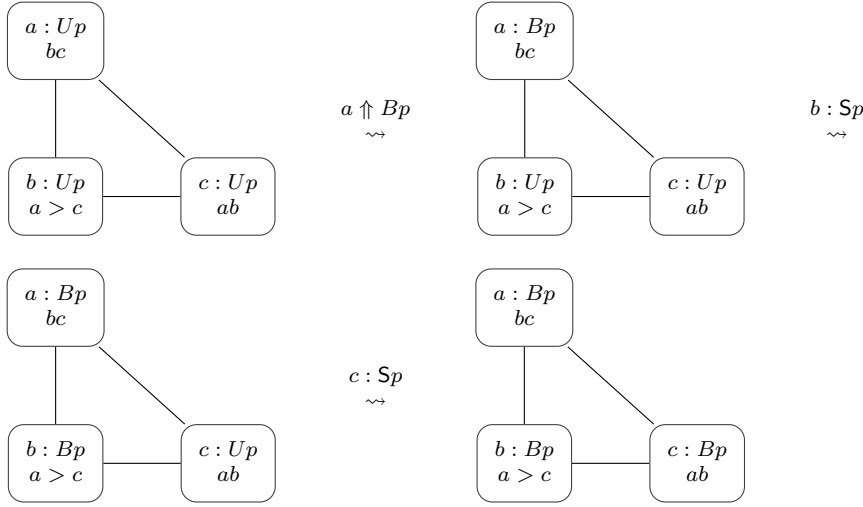 a : Up
bc
b : Up
a > c
c : Up
ab
a ⇑ Bp
⇝
a : Bp
bc
b : Up
a > c
c : Up
ab
b : Sp
⇝
a : Bp
bc
b : Bp
a > c
c : Up
ab
c : Sp
⇝
a : Bp
bc
b : Bp
a > c
c : Bp
ab